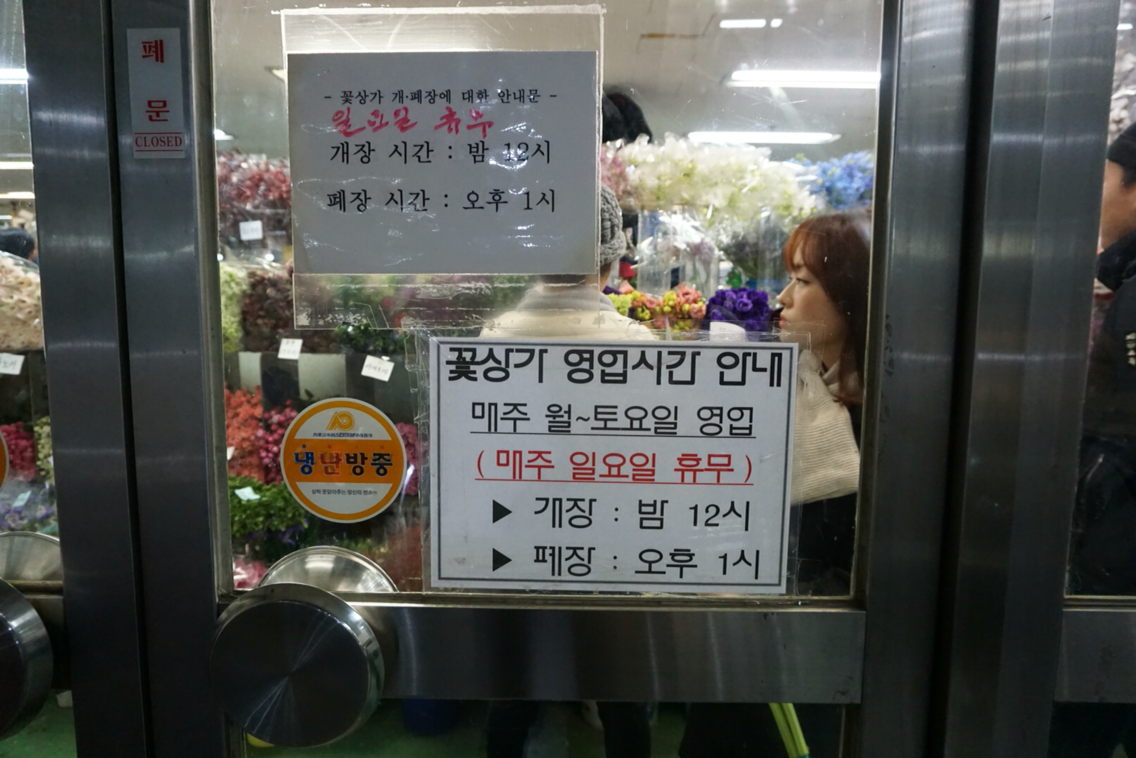 폐
문
CLOSED
- 꽃상가 개·폐장에 대한 안내문 -
일요일 휴무
개장 시간 : 밤 12시
폐장 시간 : 오후 1시
꽃상가 영업시간 안내
매주 월~토요일 영업
( 매주 일요일 휴무 )
▶ 개장 : 밤 12시
▶ 폐장 : 오후 1시
냉난방중